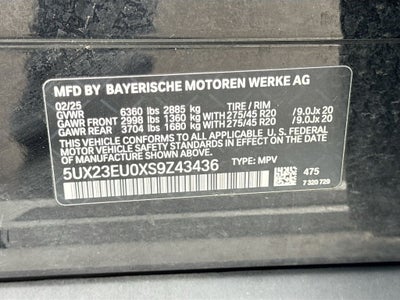 MFD BY BAYERISCHE MOTOREN WERKE AG
02/25
GVWR 6360 lbs 2885 kg TIRE / RIM
GAWR FRONT 2998 lbs 1360 kg WITH 275/45 R20 /9.0Jx 20
GAWR REAR 3704 lbs 1680 kg WITH 275/45 R20 /9.0Jx 20
THIS VEHICLE CONFORMS TO ALL APPLICABLE U. S. FEDERAL
MOTOR VEHICLE SAFETY STANDARDS IN EFFECT ON THE
DATE OF MANUFACTURE SHOWN ABOVE.
5UX23EU0XS9Z43436 TYPE: MPV 475
7 320 729